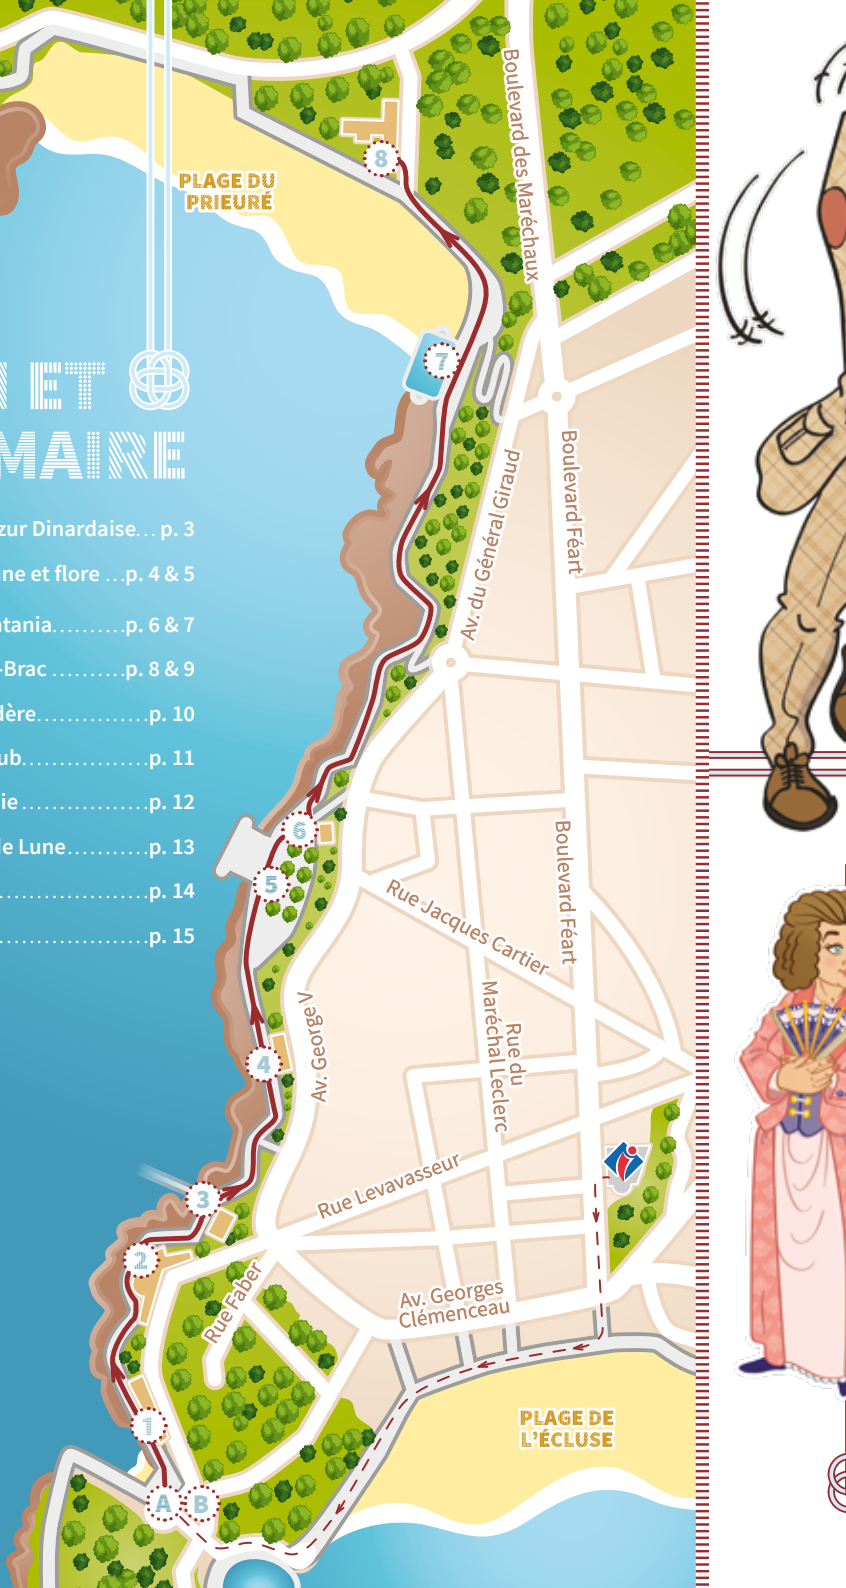 PLAGE DU
PRIEURÉ
8
Boulevard des Maréchaux
7
ET
MAIRE
Boulevard Féart
Av. du Général Giraud
zur Dinardaise... p. 3
ne et flore ...p. 4 & 5
tania..........p. 6 & 7
-Brac ..........p. 8 & 9
dère...............p. 10
ub.................p. 11
ie .................p. 12
de Lune...........p. 13
....................p. 14
....................p. 15
6
5
Boulevard Féart
Rue Jacques Cartier
Av. George V
Rue du
Maréchal Leclerc
4
Rue Levavasseur
3
2
Rue Faber
Av. Georges
Clémenceau
1
PLAGE DE
L'ÉCLUSE
A B